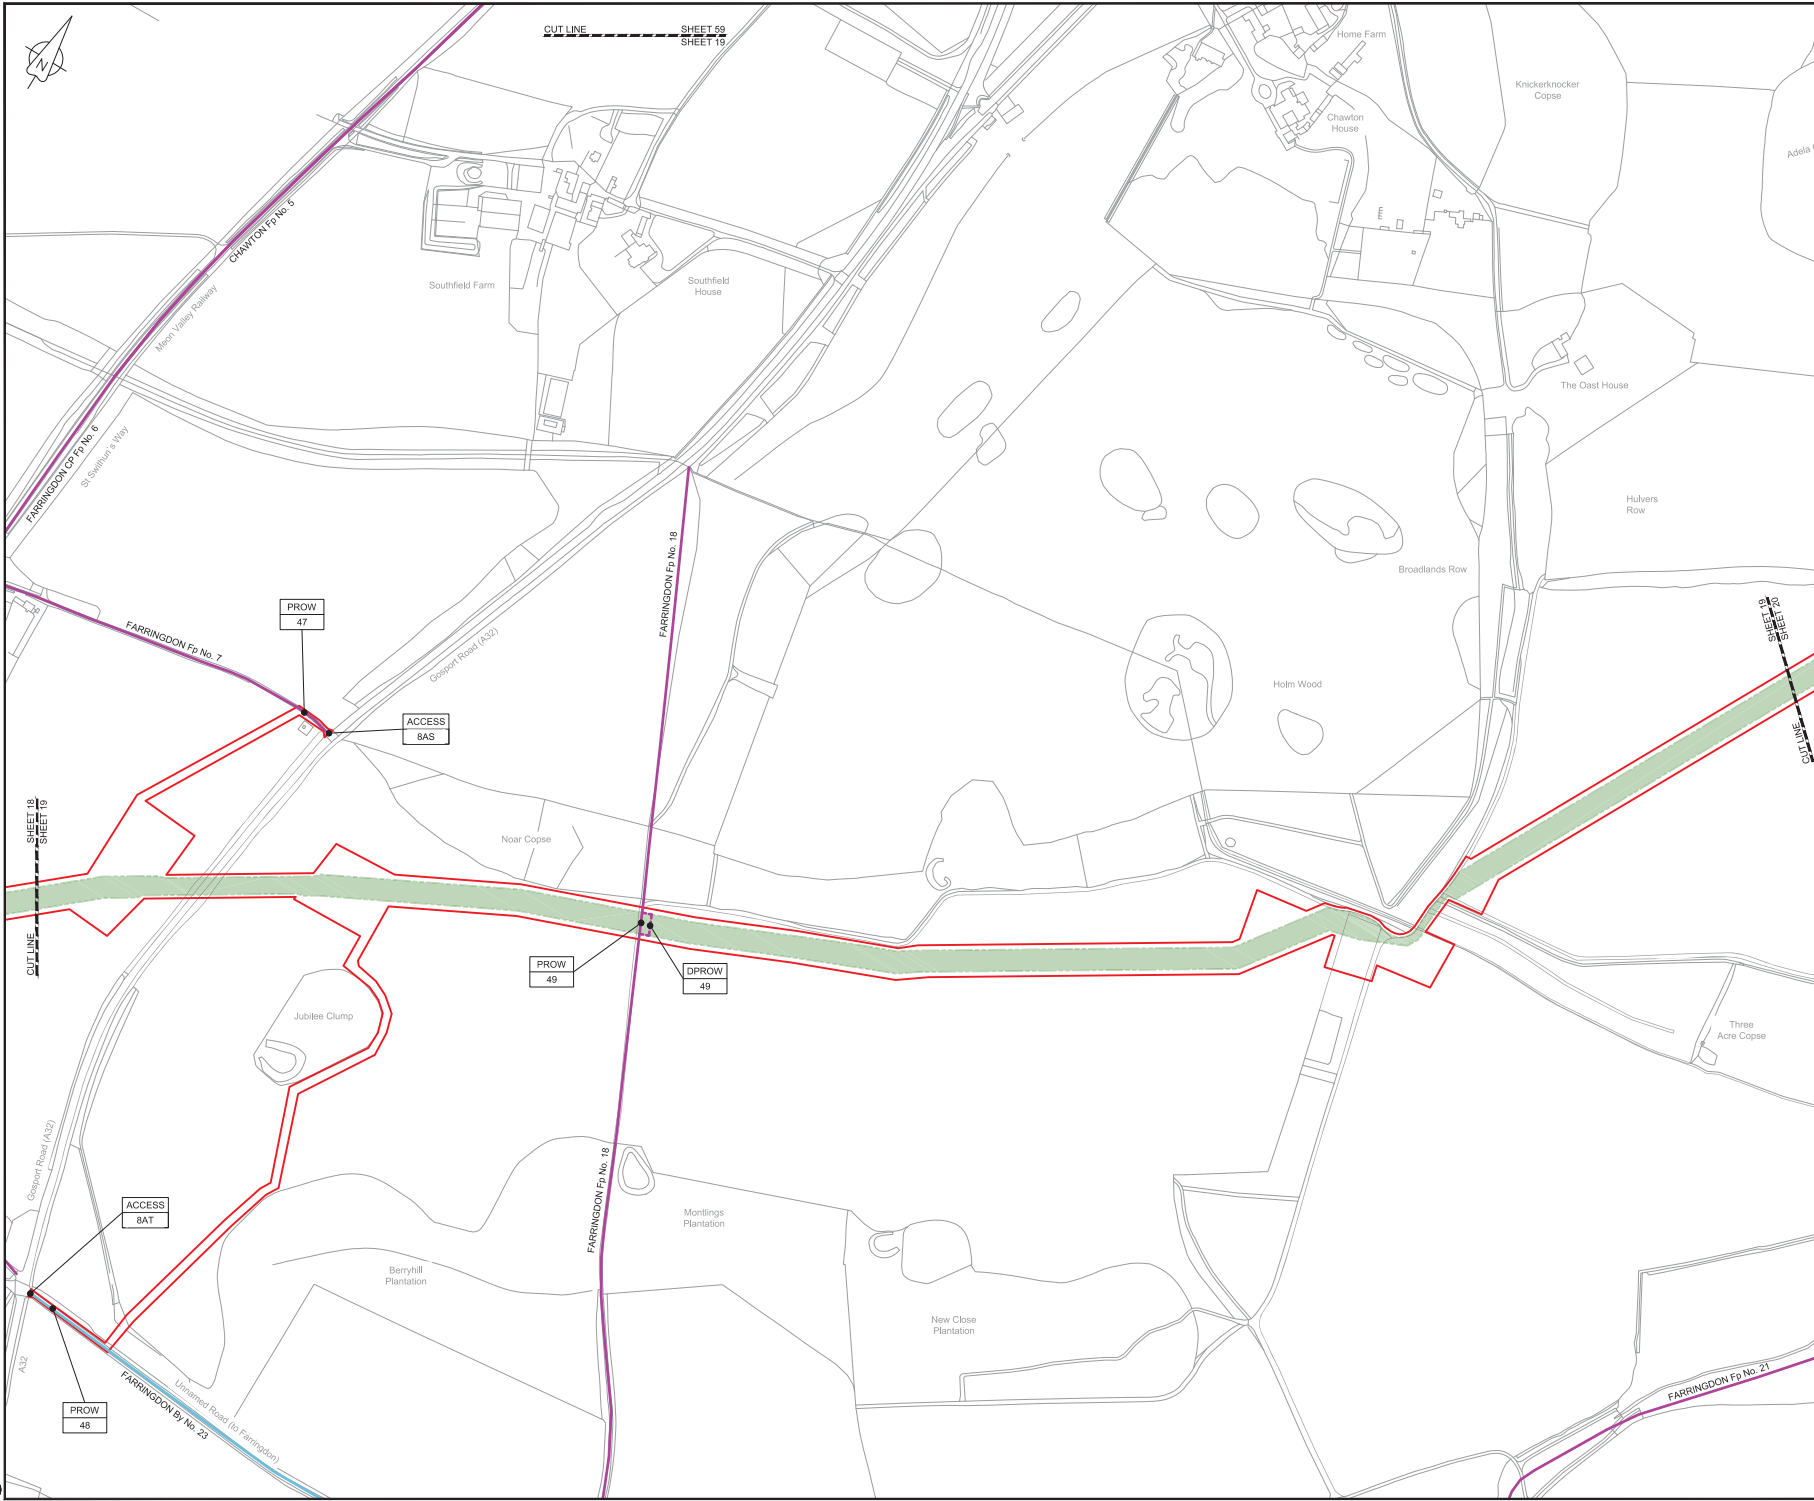 N
CUT LINE SHEET 59
SHEET 19
Home Farm
Knickerknocker
Copse
Chawton
House
Adela
CHAWTON Fp No. 5
Meon Valley Railway
Southfield Farm
Southfield
House
The Oast House
FARRINGDON CP Fp No. 6
St Swithun's Way
Hulvers
Row
Broadlands Row
FARRINGDON Fp No. 18
PROW
47
FARRINGDON Fp No. 7
Gosport Road (A32)
SHEET 19
SHEET 20
CUT LINE
Holm Wood
ACCESS
8AS
SHEET 18
SHEET 19
CUT LINE
Noar Copse
PROW
49
DPROW
49
Jubilee Clump
Three
Acre Copse
Gosport Road (A32)
FARRINGDON Fp No. 18
ACCESS
8AT
Montlings
Plantation
Berryhill
Plantation
New Close
Plantation
A32
FARRINGDON By No. 23
Unnamed Road (to Farringdon)
PROW
48
FARRINGDON Fp No. 21